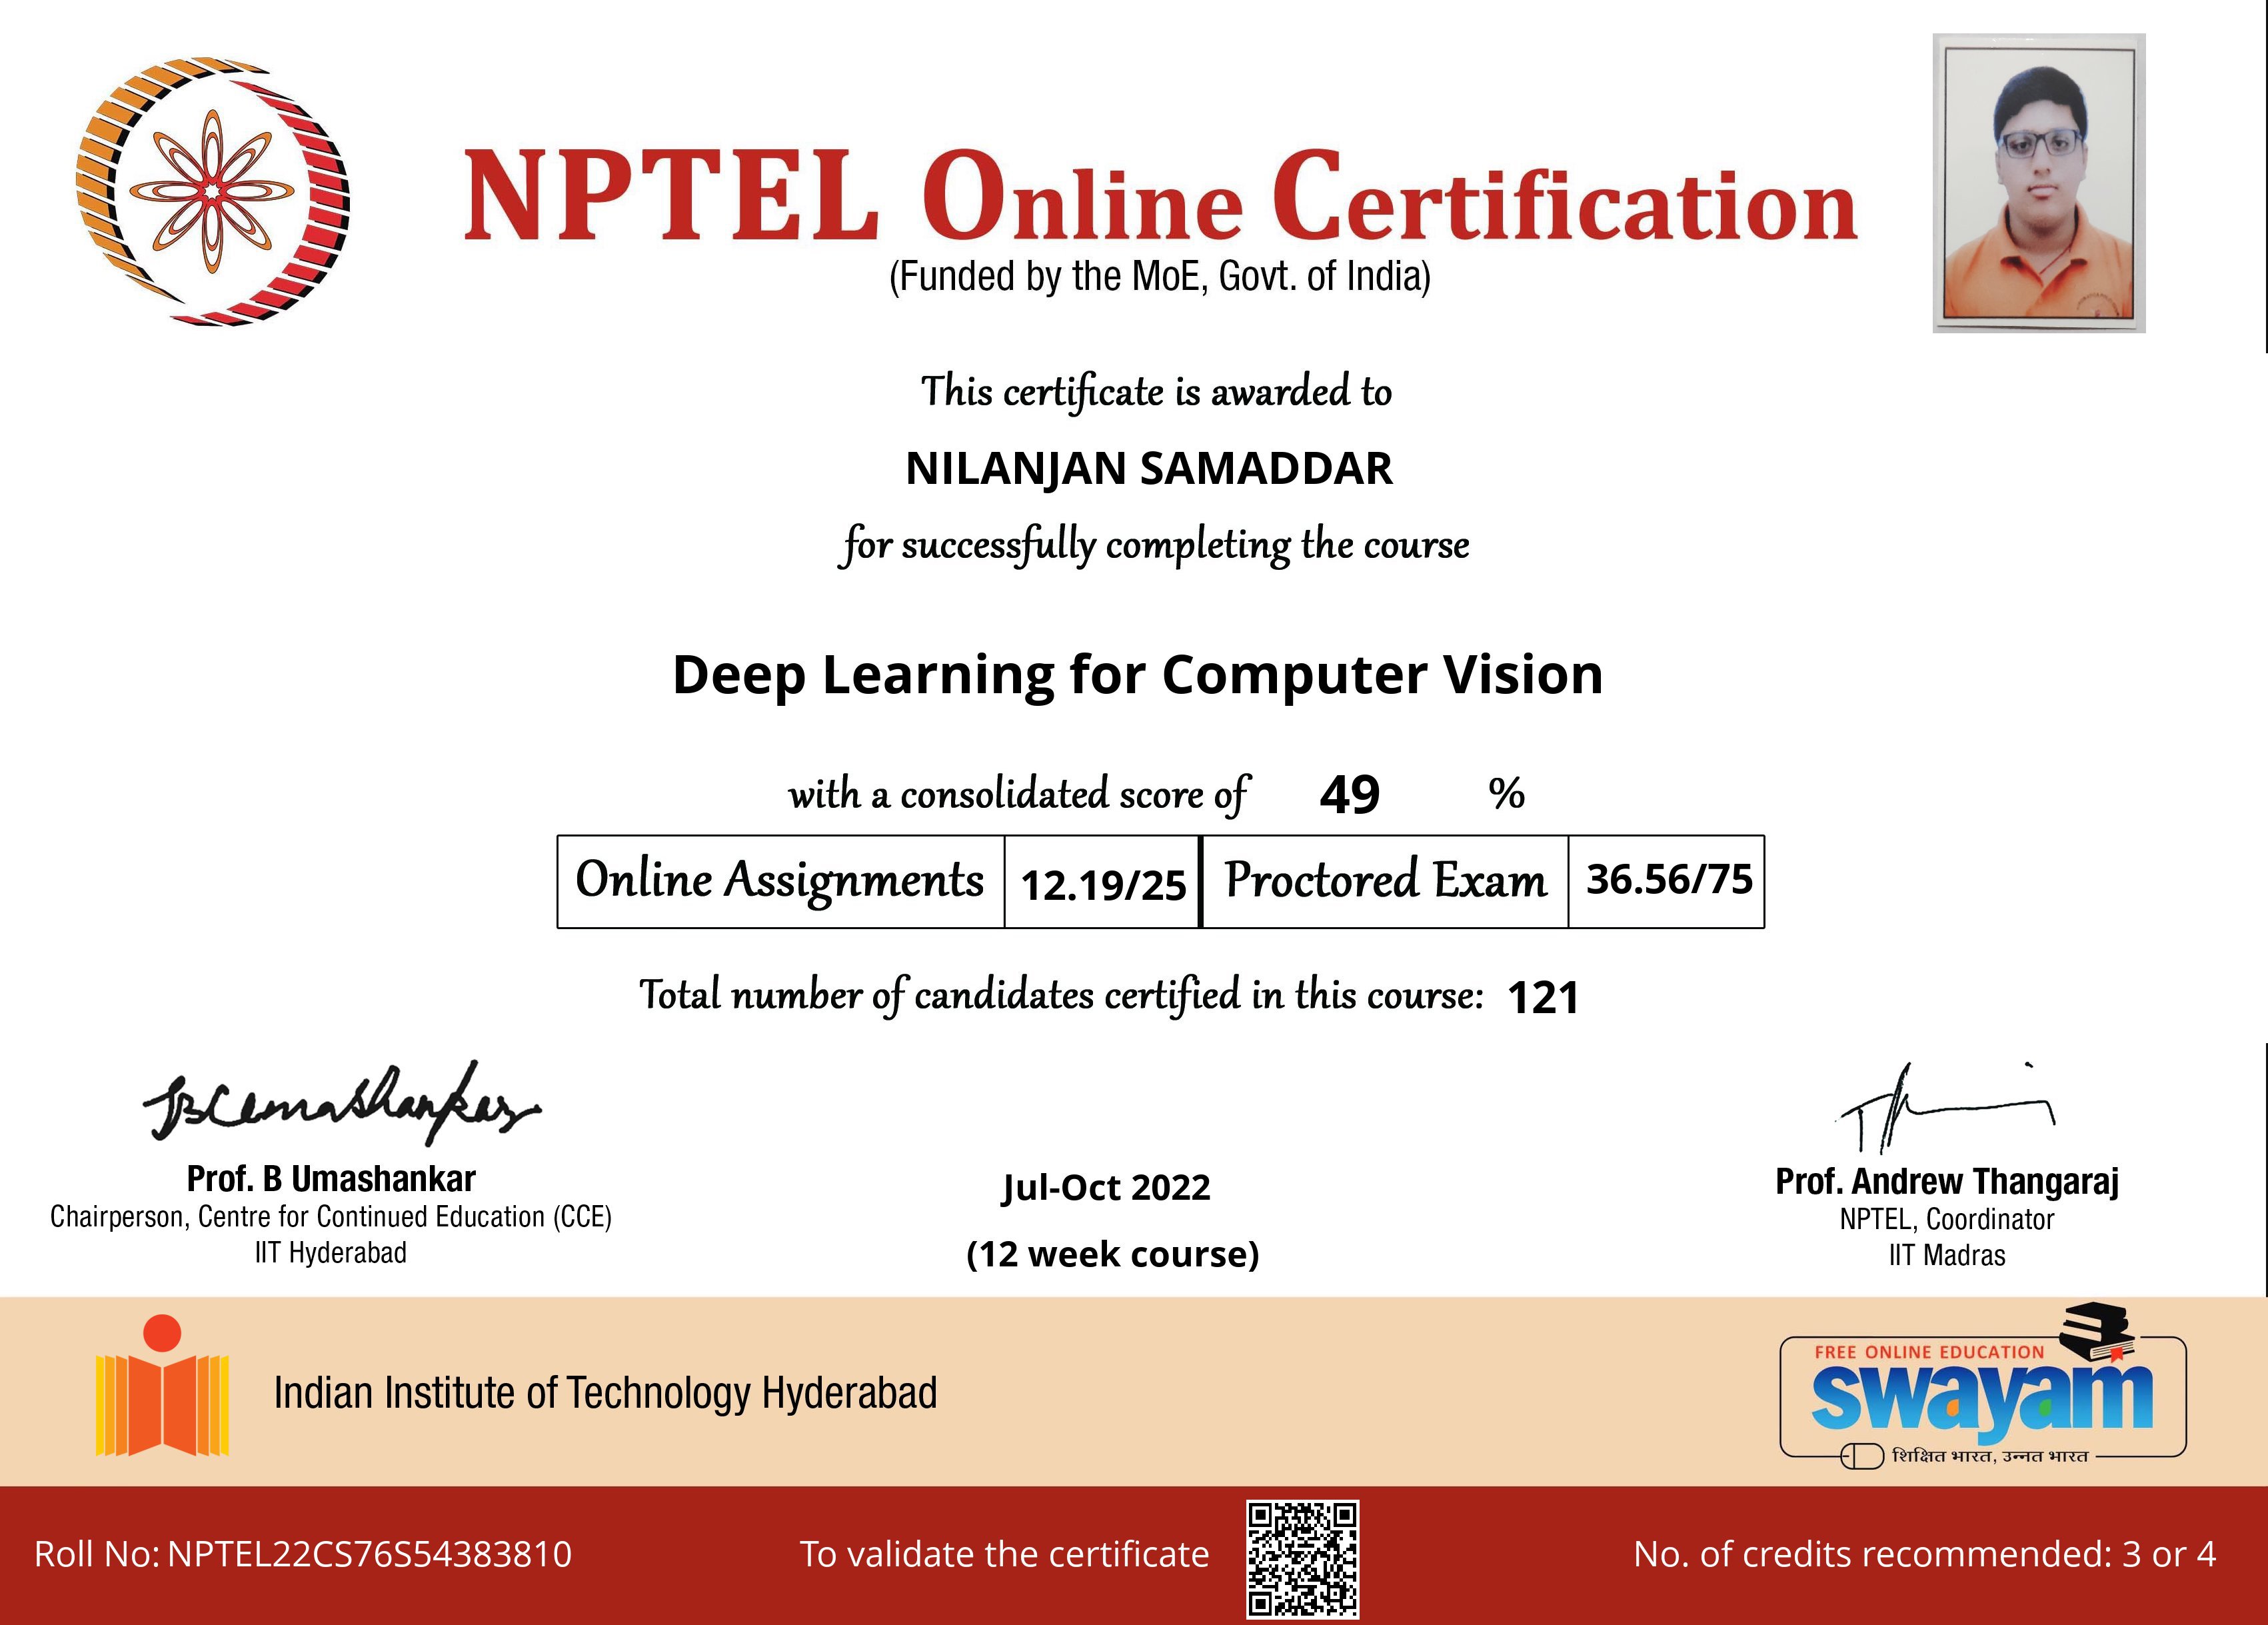 NPTEL Online Certification
(Funded by the MoE, Govt. of India)
This certificate is awarded to
NILANJAN SAMADDAR
for successfully completing the course
Deep Learning for Computer Vision
with a consolidated score of 49 %
Online Assignments 12.19/25 Proctored Exam 36.56/75
Total number of candidates certified in this course: 121
Prof. B Umashankar
Chairperson, Centre for Continued Education (CCE)
IIT Hyderabad
Jul-Oct 2022
(12 week course)
Prof. Andrew Thangaraj
NPTEL, Coordinator
IIT Madras
Indian Institute of Technology Hyderabad
FREE ONLINE EDUCATION
swayam
शिक्षित भारत, उन्नत भारत
Roll No: NPTEL22CS76S54383810
To validate the certificate
No. of credits recommended: 3 or 4